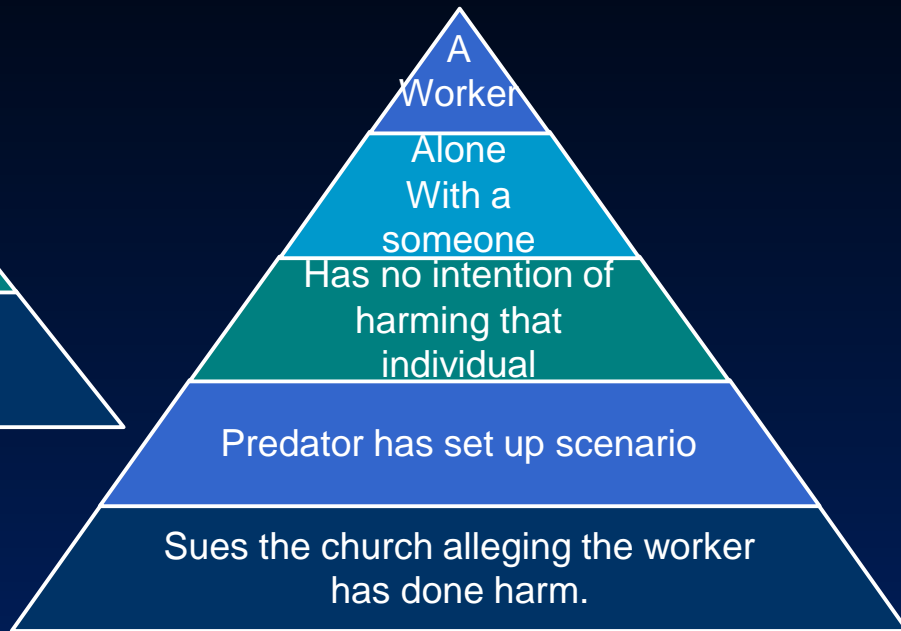 A
Worker
Alone
With a
someone
Has no intention of
harming that
individual
Predator has set up scenario
Sues the church alleging the worker
has done harm.